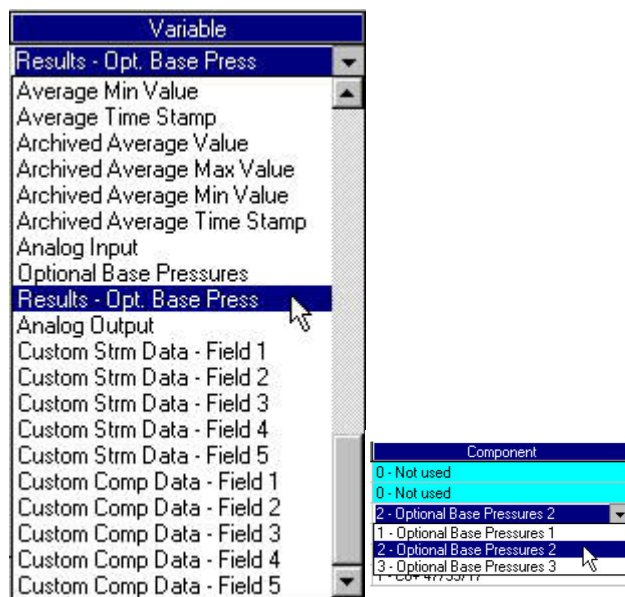 Variable
Results - Opt. Base Press
Average Min Value
Average Time Stamp
Archived Average Value
Archived Average Max Value
Archived Average Min Value
Archived Average Time Stamp
Analog Input
Optional Base Pressures
Results - Opt. Base Press
Analog Output
Custom Strm Data - Field 1
Custom Strm Data - Field 2
Custom Strm Data - Field 3
Custom Strm Data - Field 4
Custom Strm Data - Field 5
Custom Comp Data - Field 1
Custom Comp Data - Field 2
Custom Comp Data - Field 3
Custom Comp Data - Field 4
Custom Comp Data - Field 5
Component
0 - Not used
0 - Not used
2 - Optional Base Pressures 2
1 - Optional Base Pressures 1
2 - Optional Base Pressures 2
3 - Optional Base Pressures 3